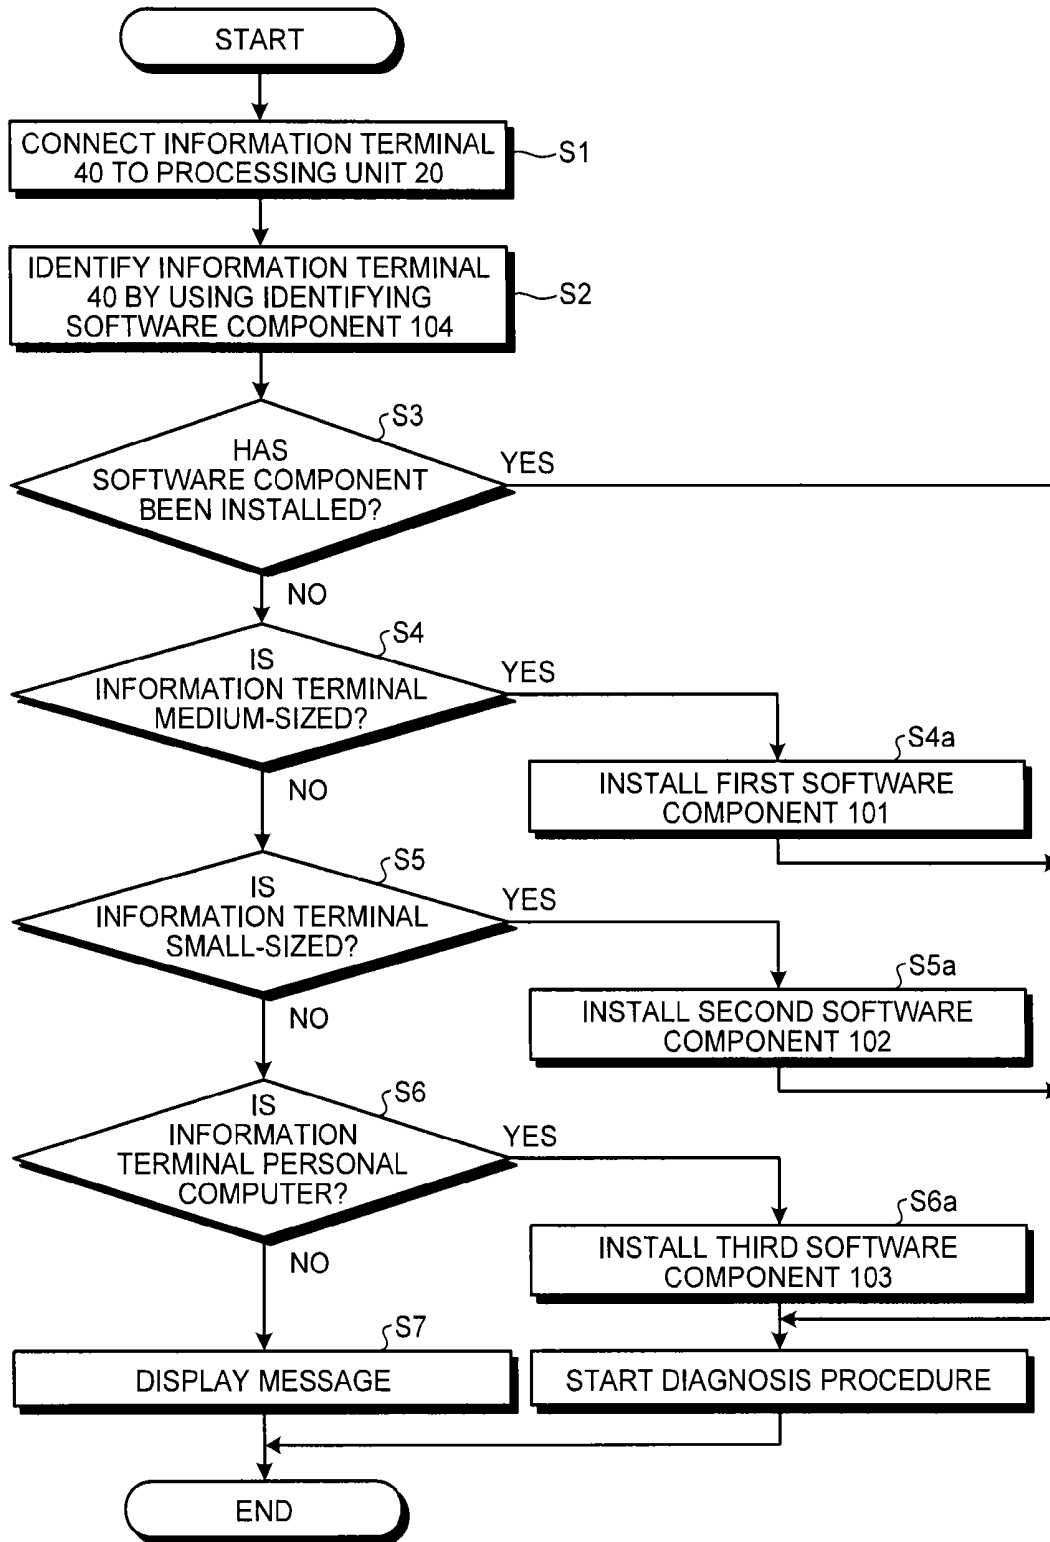 START
CONNECT INFORMATION TERMINAL
40 TO PROCESSING UNIT 20
S1
IDENTIFY INFORMATION TERMINAL
40 BY USING IDENTIFYING
SOFTWARE COMPONENT 104
S2
S3
HAS
SOFTWARE COMPONENT
BEEN INSTALLED?
YES
NO
S4
IS
INFORMATION TERMINAL
MEDIUM-SIZED?
YES
NO
S4a
INSTALL FIRST SOFTWARE
COMPONENT 101
S5
IS
INFORMATION TERMINAL
SMALL-SIZED?
YES
NO
S5a
INSTALL SECOND SOFTWARE
COMPONENT 102
S6
IS
INFORMATION
TERMINAL PERSONAL
COMPUTER?
YES
NO
S6a
INSTALL THIRD SOFTWARE
COMPONENT 103
S7
DISPLAY MESSAGE
START DIAGNOSIS PROCEDURE
END